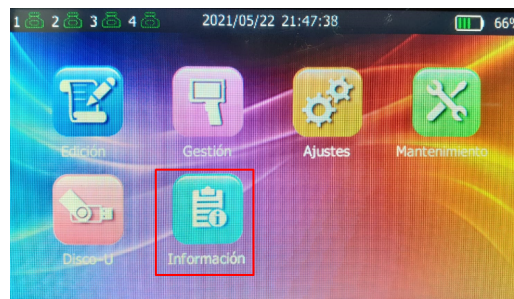 1 2 3 4 2021/05/22 21:47:38 66%
Edición Gestión Ajustes Mantenimiento
Disco-U Información